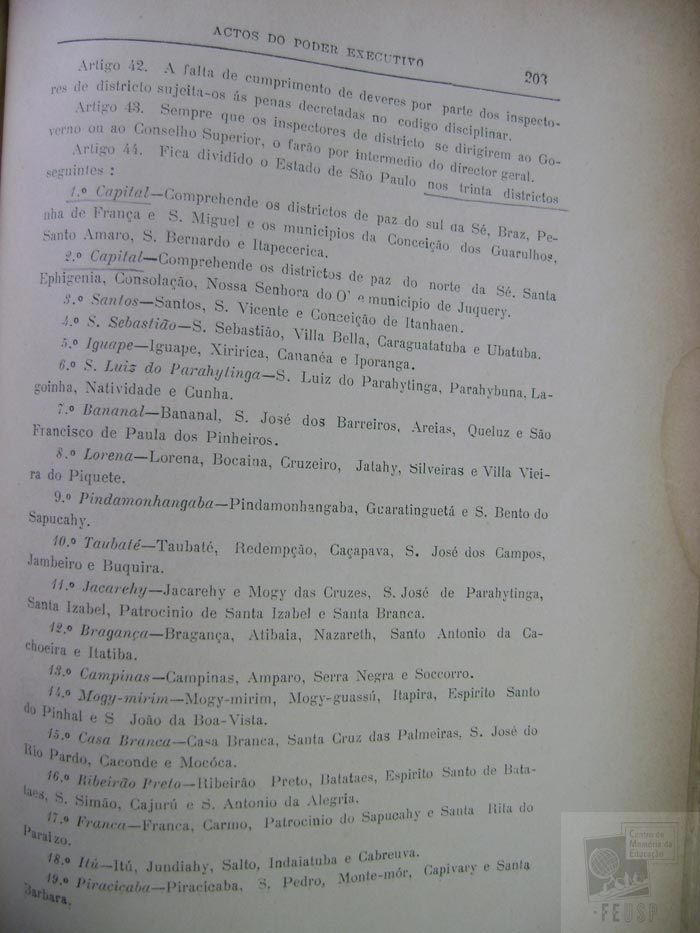 ACTOS DO PODER EXECUTIVO
203
Artigo 42. A falta de cumprimento de deveres por parte dos inspecto-
res de districto sujeita-os ás penas decretadas no codigo disciplinar.
Artigo 43. Sempre que os inspectores de districto se dirigirem ao Go-
verno ou ao Conselho Superior, o farão por intermedio do director geral.
Artigo 44. Fica dividido o Estado de São Paulo nos trinta districtos
seguintes :
1.º Capital—Comprehende os districtos de paz do sul da Sé, Braz, Pe-
nha de França e S. Miguel e os municipios da Conceição dos Guarulhos,
Santo Amaro, S. Bernardo e Itapecerica.
2.º Capital—Comprehende os districtos de paz do norte da Sé. Santa
Ephigenia, Consolação, Nossa Senhora do O' e municipio de Juquery.
3.º Santos—Santos, S. Vicente e Conceição de Itanhaen.
4.º S. Sebastião—S. Sebastião, Villa Bella, Caraguatatuba e Ubatuba.
5.º Iguape—Iguape, Xiririca, Cananéa e Iporanga.
6.º S. Luiz do Parahytinga—S. Luiz do Parahytinga, Parahybuna, La-
goinha, Natividade e Cunha.
7.º Bananal—Bananal, S. José dos Barreiros, Areias, Queluz e São
Francisco de Paula dos Pinheiros.
8.º Lorena—Lorena, Bocaina, Cruzeiro, Jatahy, Silveiras e Villa Viei-
ra do Piquete.
9.º Pindamonhangaba—Pindamonhangaba, Guaratinguetá e S. Bento do
Sapucahy.
10.º Taubaté—Taubaté, Redempção, Caçapava, S. José dos Campos,
Jambeiro e Buquira.
11.º Jacarehy—Jacarehy e Mogy das Cruzes, S. José de Parahytinga,
Santa Izabel, Patrocinio de Santa Izabel e Santa Branca.
12.º Bragança—Bragança, Atibaia, Nazareth, Santo Antonio da Ca-
choeira e Itatiba.
13.º Campinas—Campinas, Amparo, Serra Negra e Soccorro.
14.º Mogy-mirim—Mogy-mirim, Mogy-guassú, Itapira, Espirito Santo
do Pinhal e S João da Boa-Vista.
15.º Casa Branca—Casa Branca, Santa Cruz das Palmeiras, S. José do
Rio Pardo, Caconde e Mocóca.
16.º Ribeirão Preto—Ribeirão Preto, Batataes, Espirito Santo de Bata-
taes, S. Simão, Cajurú e S. Antonio da Alegria.
17.º Franca—Franca, Carmo, Patrocinio do Sapucahy e Santa Rita do
Paraizo.
18.º Itú—Itú, Jundiahy, Salto, Indaiatuba e Cabreuva.
19.º Piracicaba—Piracicaba, S. Pedro, Monte-mór, Capivary e Santa
Barbara,
Centro de
Memória da
Educação
FEUSP